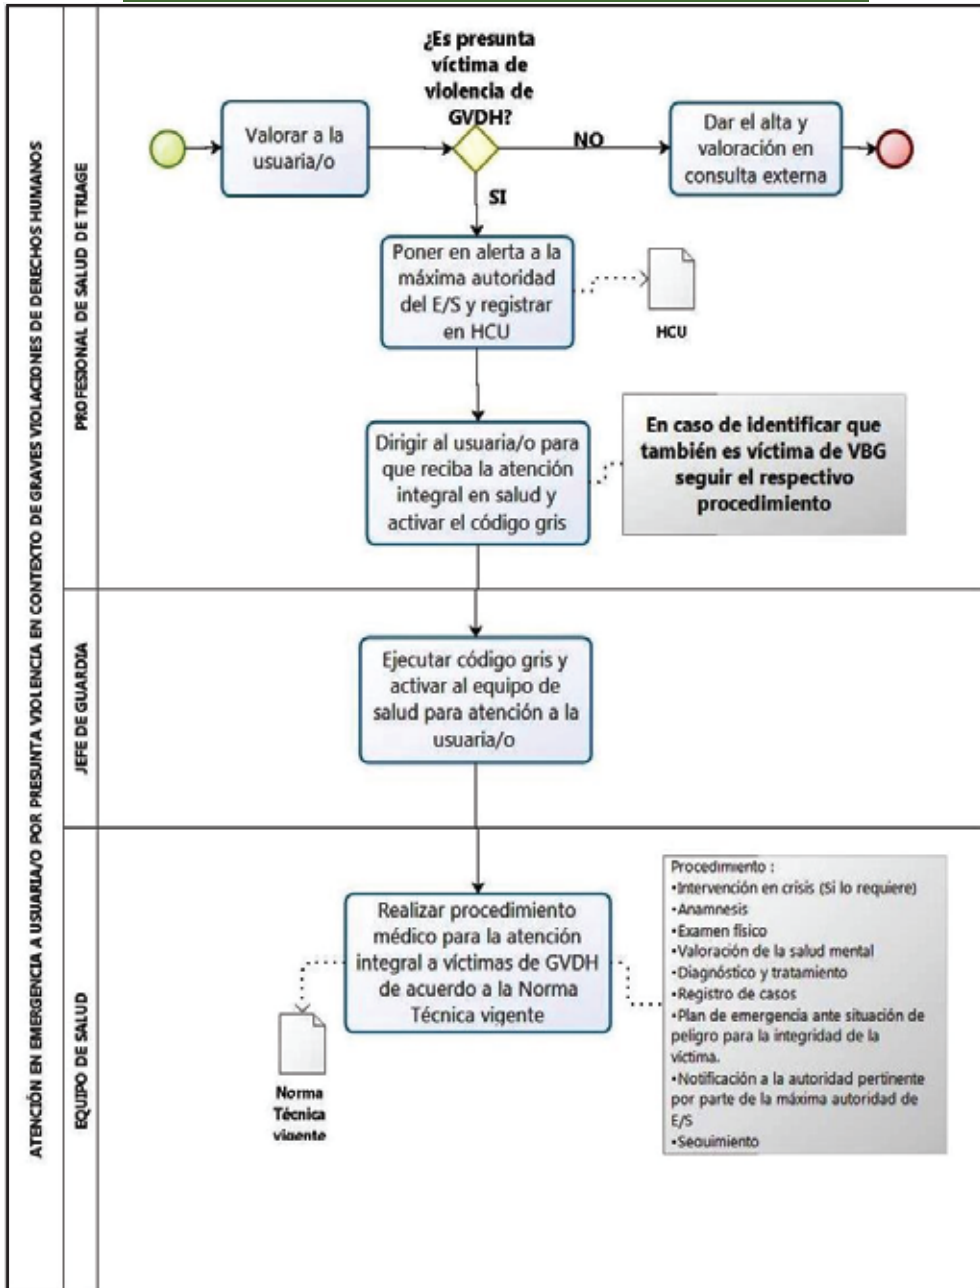 ATENCIÓN EN EMERGENCIA A USUARIA/O POR PRESUNTA VIOLENCIA EN CONTEXTO DE GRAVES VIOLACIONES DE DERECHOS HUMANOS
PROFESIONAL DE SALUD DE TRIAGE
¿Es presunta
víctima de
violencia de
GVDH?
Valorar a la
usuaria/o
NO
Dar el alta y
valoración en
consulta externa
SI
Poner en alerta a la
máxima autoridad
del E/S y registrar
en HCU
HCU
Dirigir al usuaria/o para
que reciba la atención
integral en salud y
activar el código gris
En caso de identificar que
también es víctima de VBG
seguir el respectivo
procedimiento
JEFE DE GUARDIA
Ejecutar código gris y
activar al equipo de
salud para atención a la
usuaria/o
EQUIPO DE SALUD
Realizar procedimiento
médico para la atención
integral a víctimas de GVDH
de acuerdo a la Norma
Técnica vigente
Norma
Técnica
vigente
Procedimiento :
•Intervención en crisis (Si lo requiere)
•Anamnesis
•Examen físico
•Valoración de la salud mental
•Diagnóstico y tratamiento
•Registro de casos
•Plan de emergencia ante situación de
peligro para la integridad de la
víctima.
•Notificación a la autoridad pertinente
por parte de la máxima autoridad de
E/S
•Seguimiento